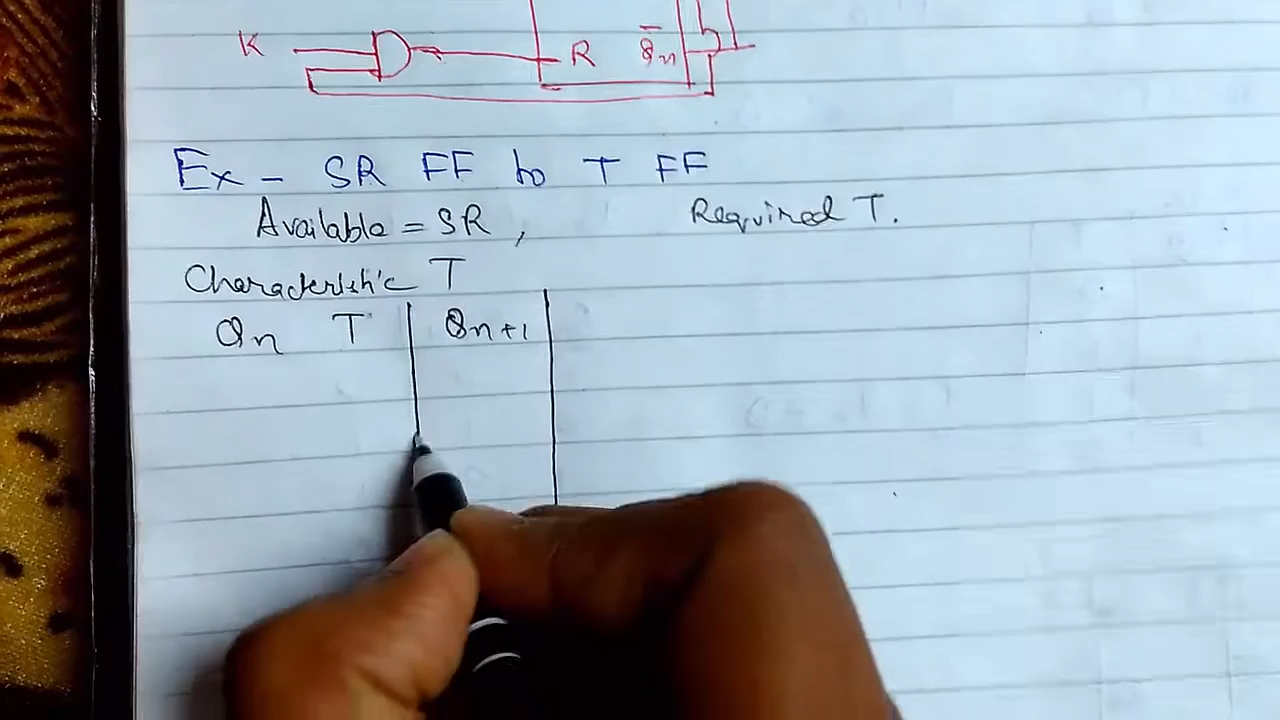 K R Q̅n
Ex - SR FF to T FF
Available = SR , Required T.
Characteristic T
Qn T Qn+1